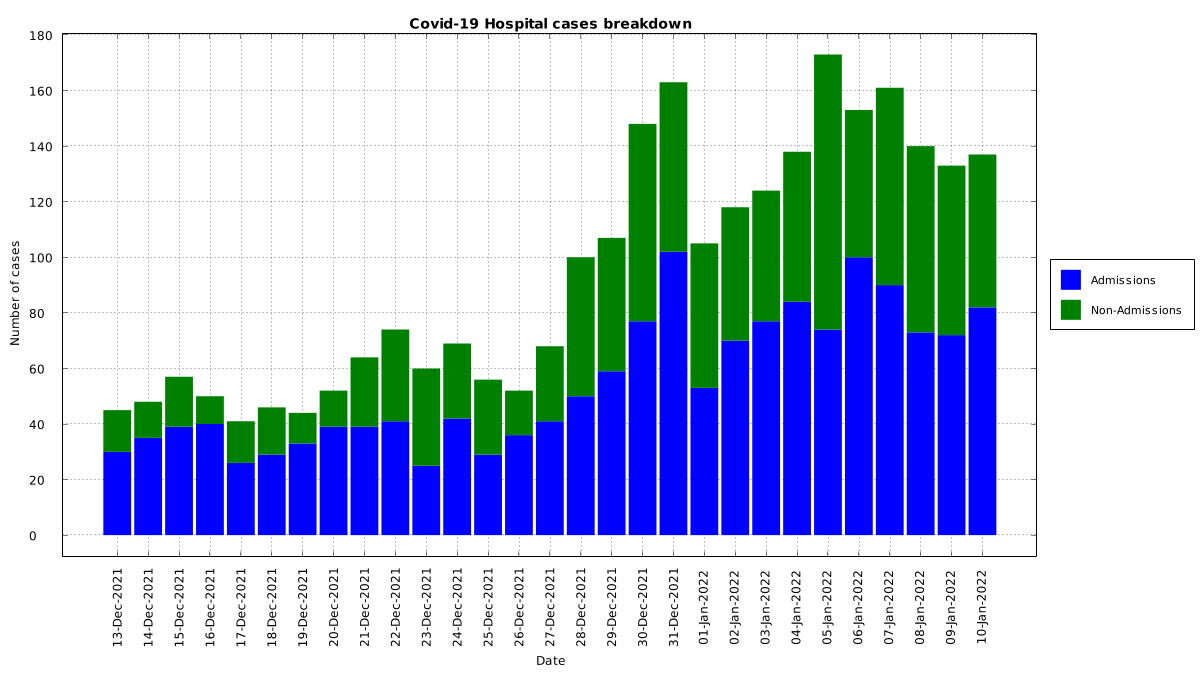 Covid-19 Hospital cases breakdown
180
160
140
120
100
80
60
40
20
0
Number of cases
Admissions
Non-Admissions
13-Dec-2021
14-Dec-2021
15-Dec-2021
16-Dec-2021
17-Dec-2021
18-Dec-2021
19-Dec-2021
20-Dec-2021
21-Dec-2021
22-Dec-2021
23-Dec-2021
24-Dec-2021
25-Dec-2021
26-Dec-2021
27-Dec-2021
28-Dec-2021
29-Dec-2021
30-Dec-2021
31-Dec-2021
01-Jan-2022
02-Jan-2022
03-Jan-2022
04-Jan-2022
05-Jan-2022
06-Jan-2022
07-Jan-2022
08-Jan-2022
09-Jan-2022
10-Jan-2022
Date